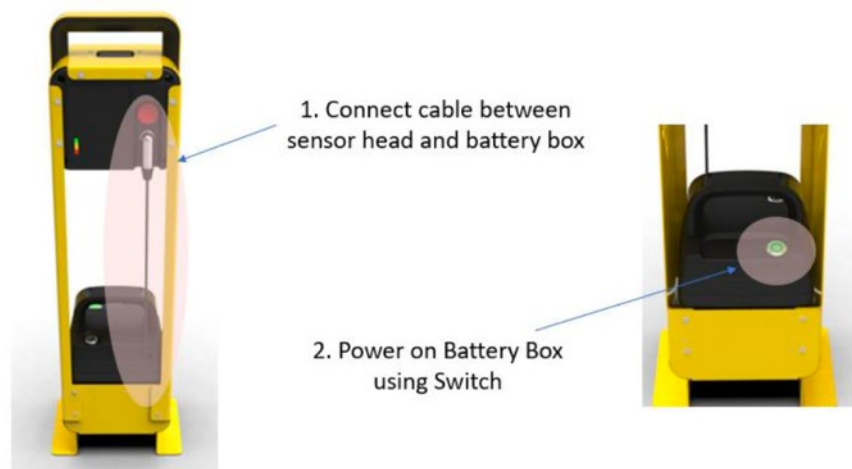 1. Connect cable between
sensor head and battery box
2. Power on Battery Box
using Switch